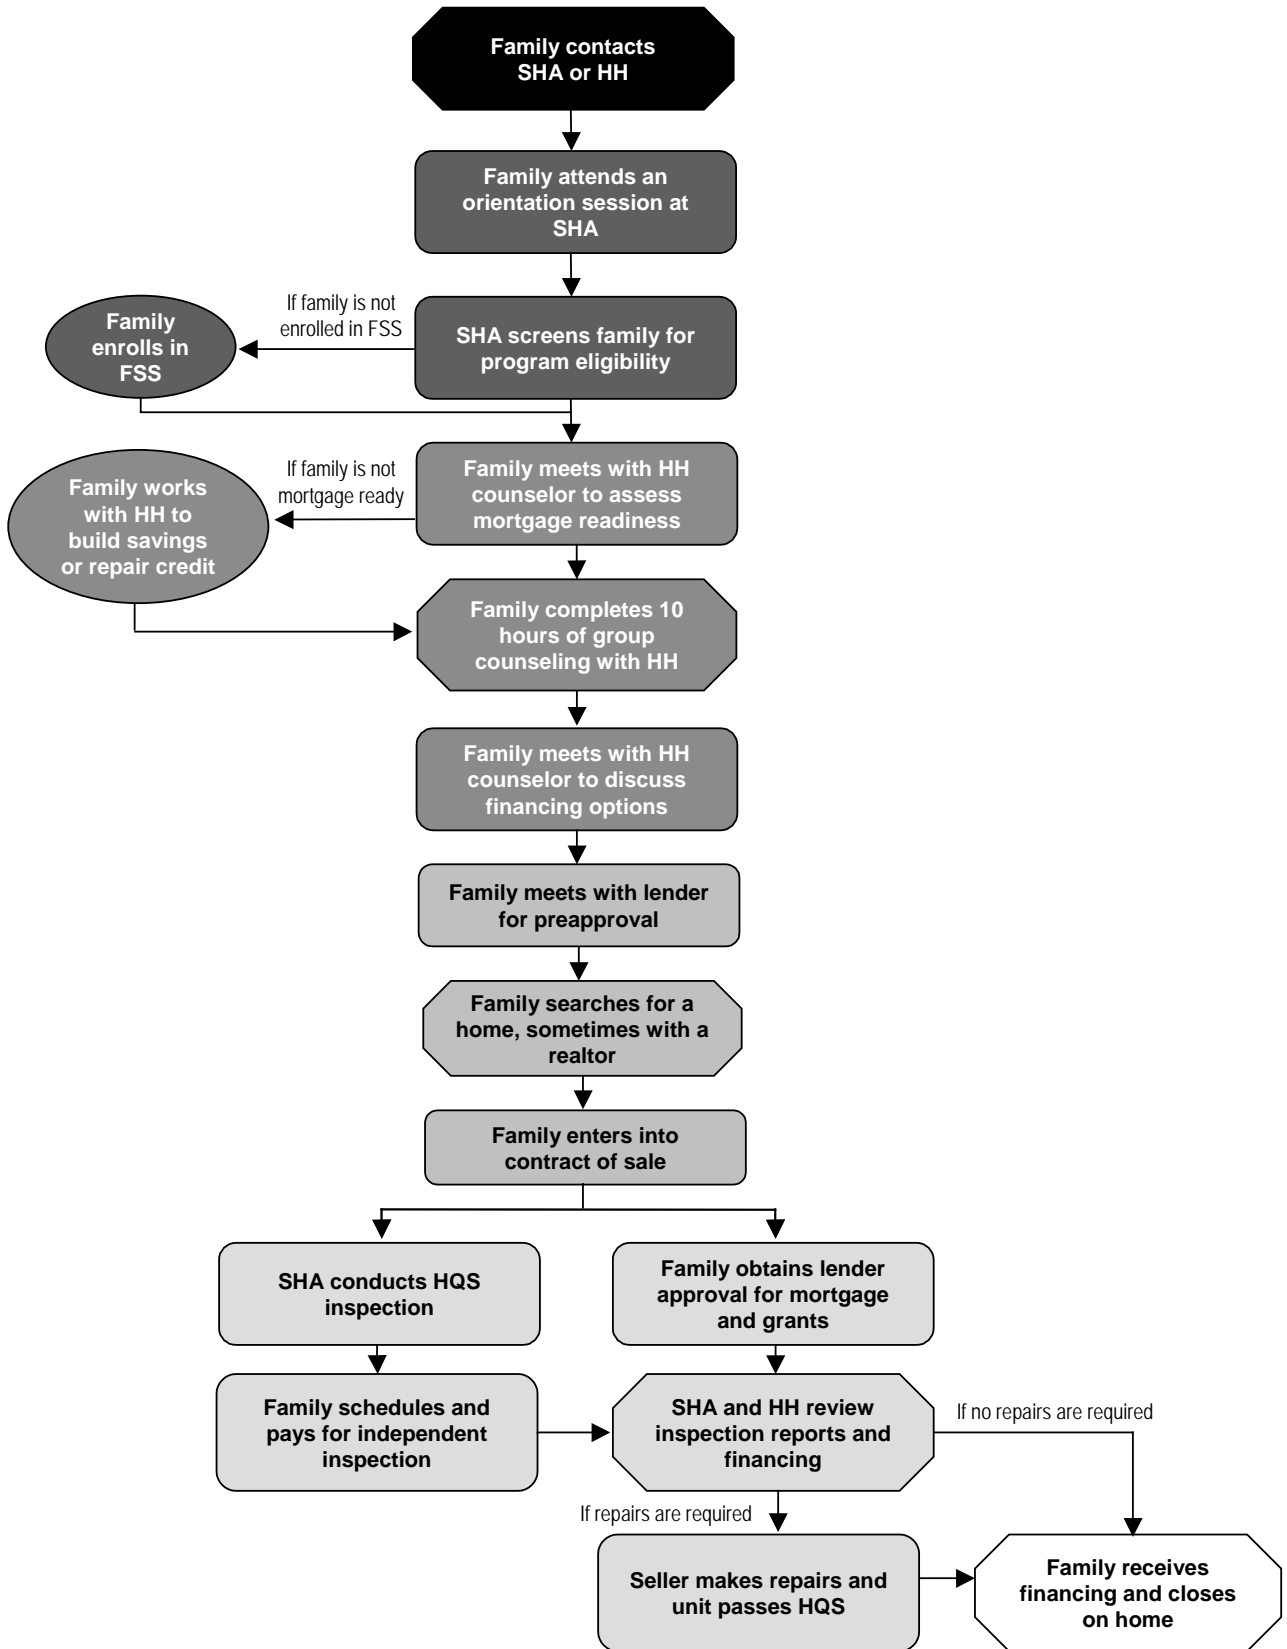 Family contacts
SHA or HH
Family attends an
orientation session at
SHA
If family is not
enrolled in FSS
Family
enrolls in
FSS
SHA screens family for
program eligibility
If family is not
mortgage ready
Family works
with HH to
build savings
or repair credit
Family meets with HH
counselor to assess
mortgage readiness
Family completes 10
hours of group
counseling with HH
Family meets with HH
counselor to discuss
financing options
Family meets with lender
for preapproval
Family searches for a
home, sometimes with a
realtor
Family enters into
contract of sale
SHA conducts HQS
inspection
Family obtains lender
approval for mortgage
and grants
Family schedules and
pays for independent
inspection
SHA and HH review
inspection reports and
financing
If no repairs are required
If repairs are required
Seller makes repairs and
unit passes HQS
Family receives
financing and closes
on home